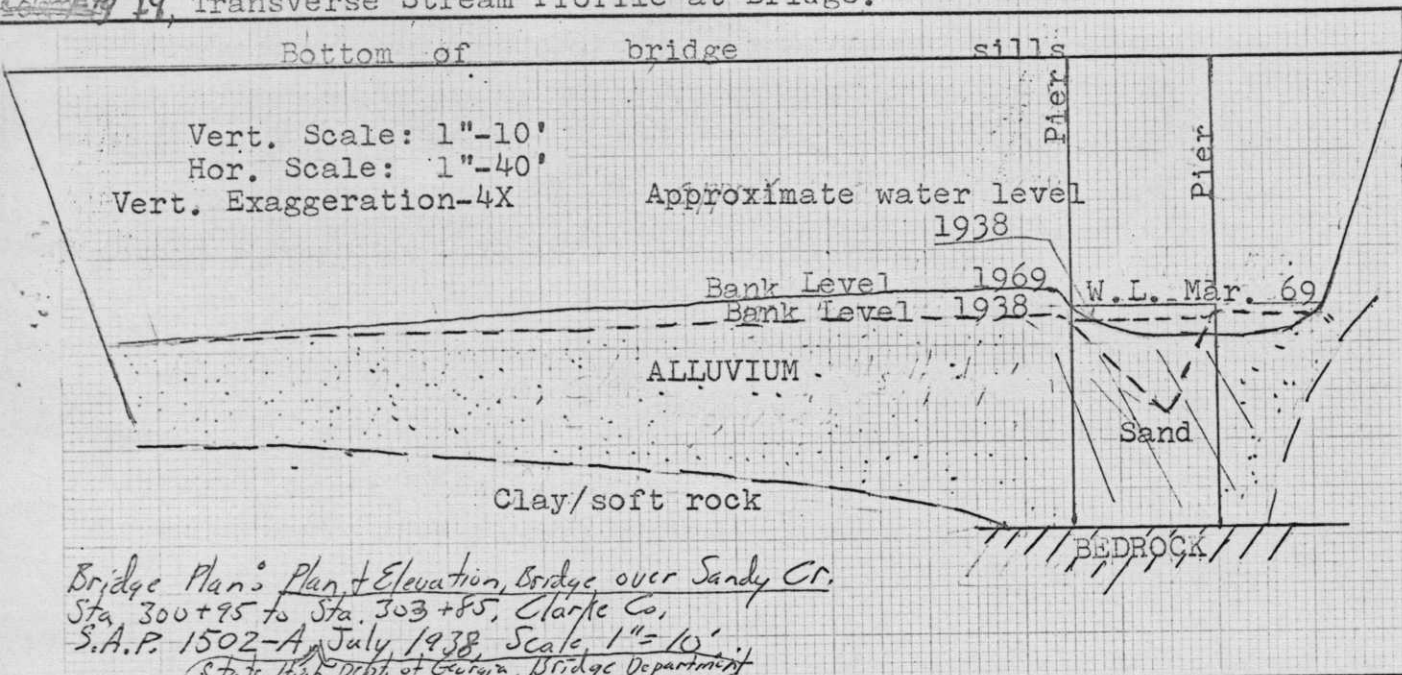 19, Transverse Stream Profile at Bridge.
Bottom of bridge sills
Pier
Pier
Vert. Scale: 1"-10'
Hor. Scale: 1"-40'
Vert. Exaggeration-4X
Approximate water level
1938
Bank Level 1969
W.L. Mar. 69
Bank Level 1938
ALLUVIUM
Sand
Clay/soft rock
BEDROCK
Bridge Plan: Plan & Elevation, Bridge over Sandy Cr.
Sta. 300+95 to Sta. 303+85, Clarke Co,
S.A.P. 1502-A, July 1938, Scale 1"=10'.
(State High Dept. of Georgia, Bridge Department